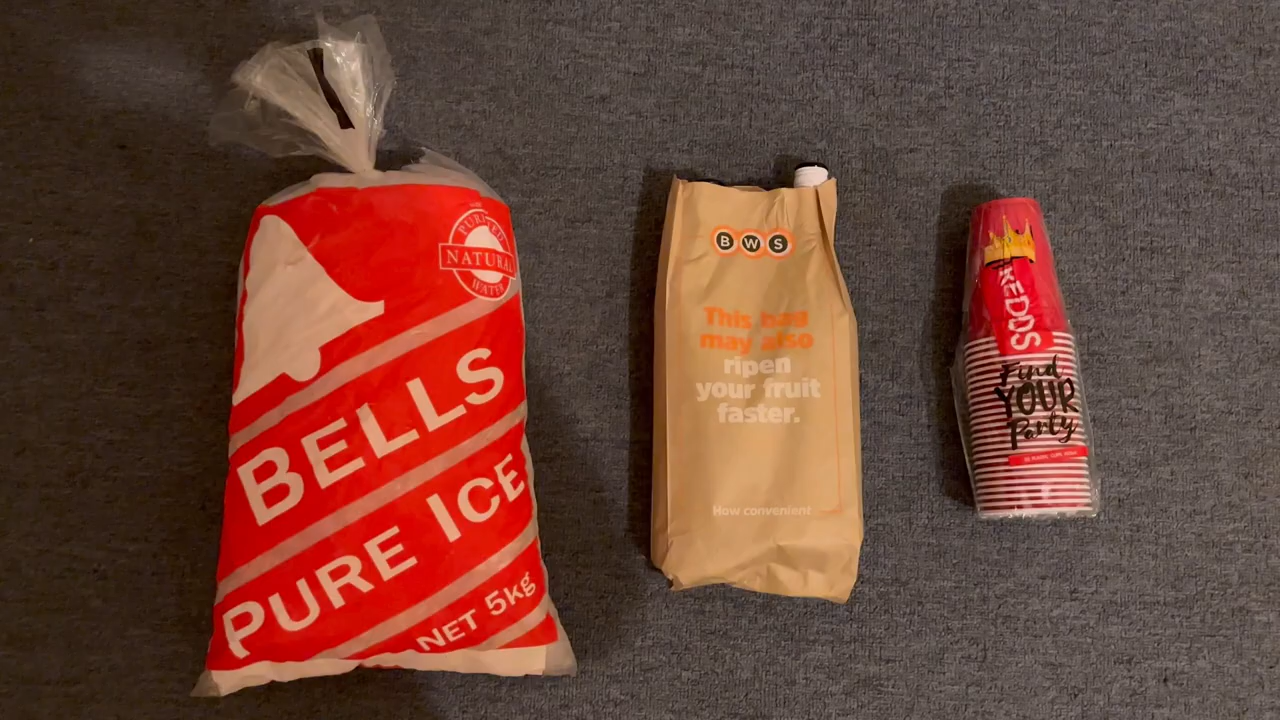 PURIFIED
NATURAL
WATER
BELLS
PURE ICE
NET 5kg
BWS
This bag
may also
ripen
your fruit
faster.
How convenient
REDDS
Find
YOUR
Party